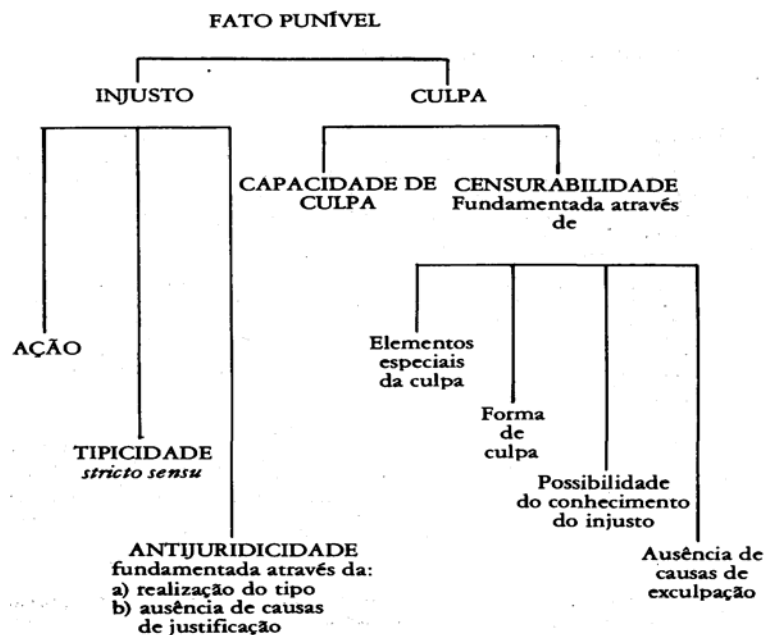 FATO PUNÍVEL
INJUSTO
CULPA
CAPACIDADE DE
CULPA
CENSURABILIDADE
Fundamentada através
de
AÇÃO
TIPICIDADE
stricto sensu
ANTIJURIDICIDADE
fundamentada através da:
a) realização do tipo
b) ausência de causas
de justificação
Elementos
especiais
da culpa
Forma
de
culpa
Possibilidade
do conhecimento
do injusto
Ausência de
causas de
exculpação